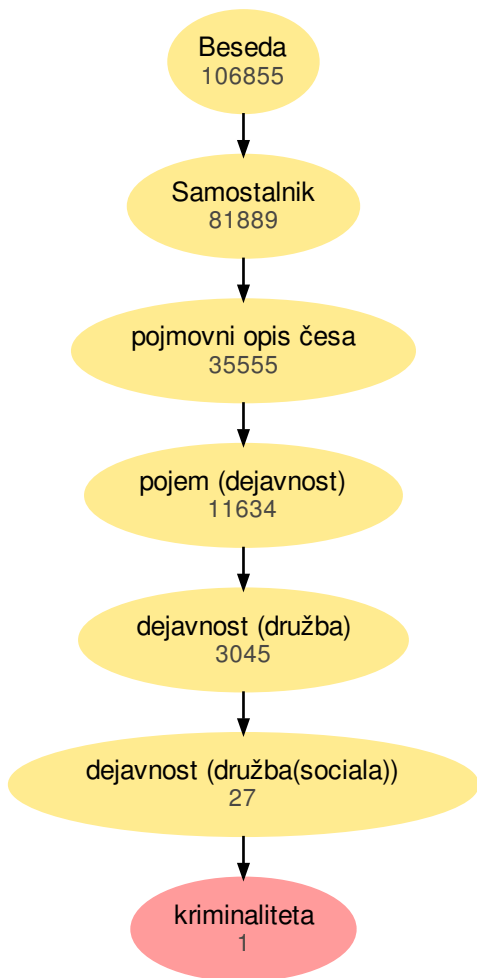 Beseda
106855
Samostalnik
81889
pojmovni opis česa
35555
pojem (dejavnost)
11634
dejavnost (družba)
3045
dejavnost (družba(sociala))
27
kriminaliteta
1